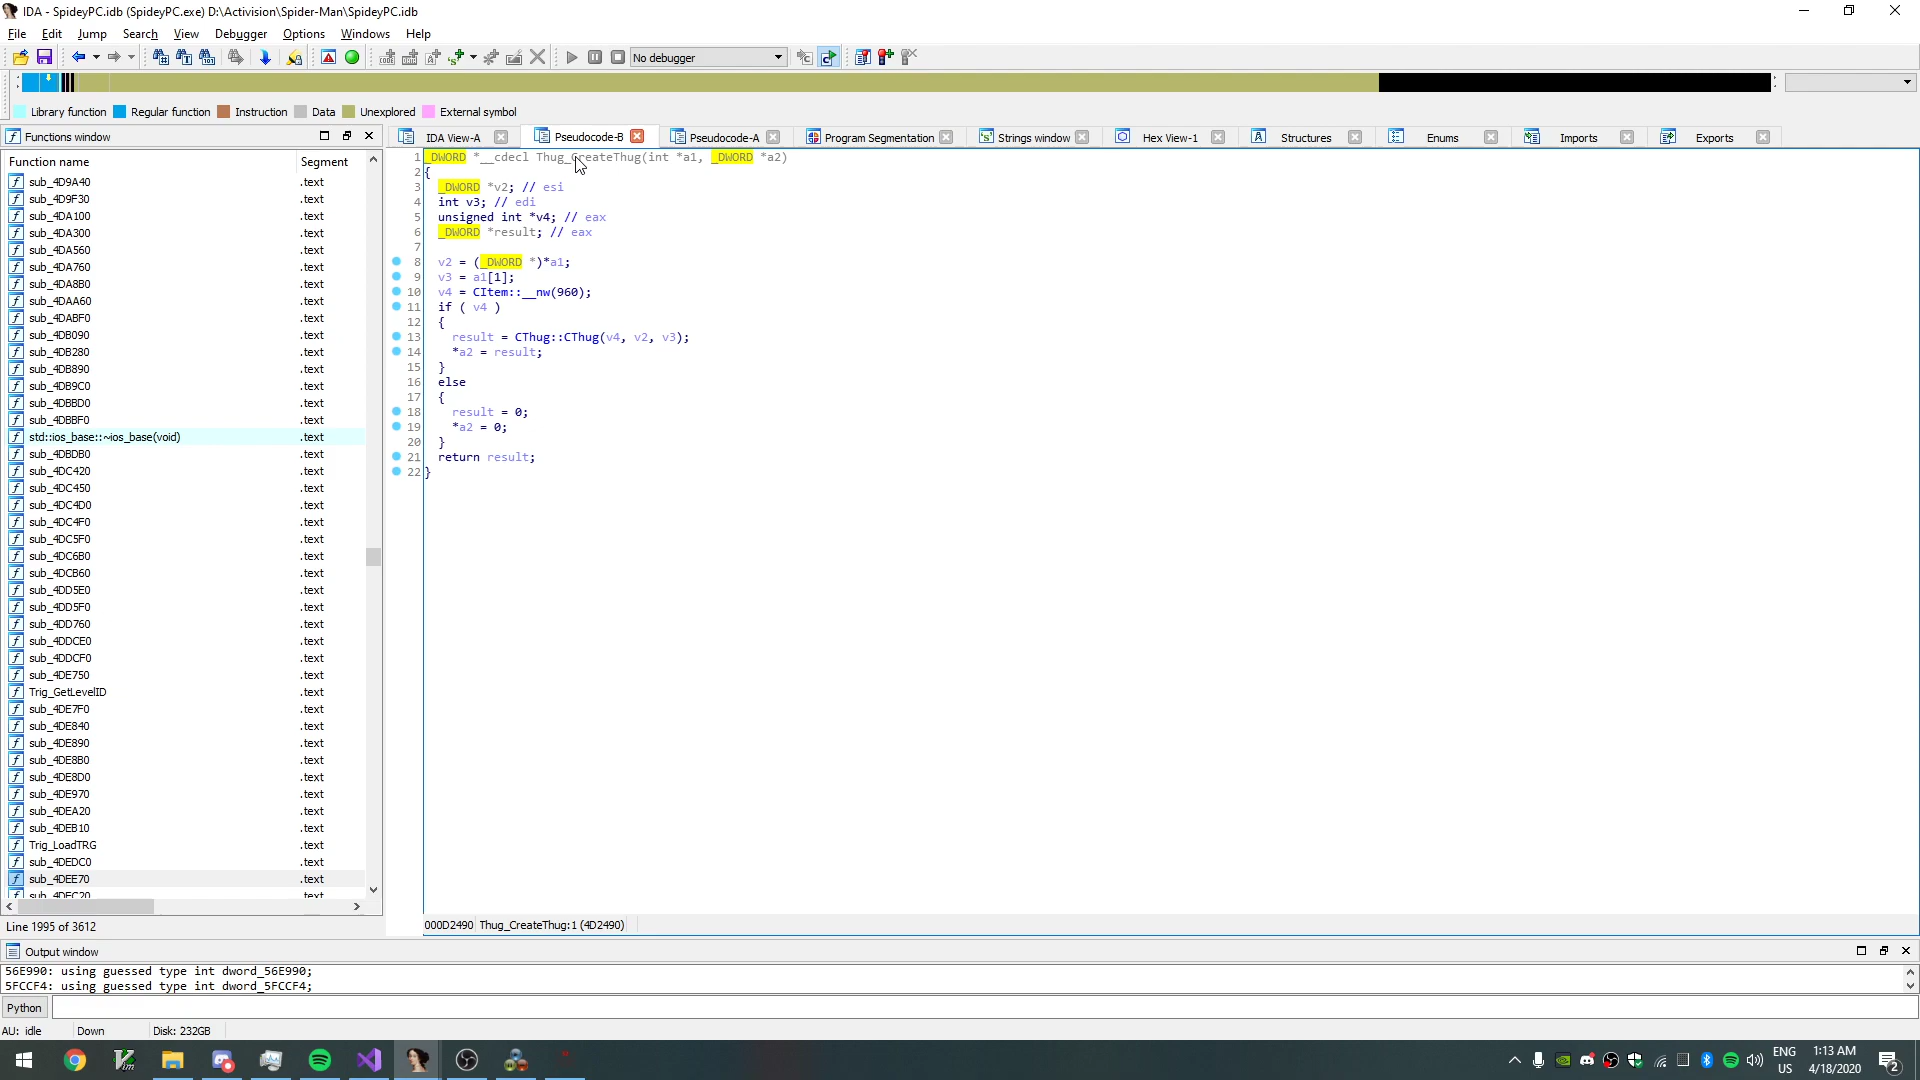 IDA - SpideyPC.idb (SpideyPC.exe) D:\Activision\Spider-Man\SpideyPC.idb
File Edit Jump Search View Debugger Options Windows Help
No debugger
Library function Regular function Instruction Data Unexplored External symbol
Functions window
IDA View-A Pseudocode-B Pseudocode-A Program Segmentation Strings window Hex View-1 Structures Enums Imports Exports
Function name Segment
sub_4D9A40 .text
sub_4D9F30 .text
sub_4DA100 .text
sub_4DA300 .text
sub_4DA560 .text
sub_4DA760 .text
sub_4DA8B0 .text
sub_4DAA60 .text
sub_4DABF0 .text
sub_4DB090 .text
sub_4DB280 .text
sub_4DB890 .text
sub_4DB9C0 .text
sub_4DBBD0 .text
sub_4DBBF0 .text
std::ios_base::~ios_base(void) .text
sub_4DBDB0 .text
sub_4DC420 .text
sub_4DC450 .text
sub_4DC4D0 .text
sub_4DC4F0 .text
sub_4DC5F0 .text
sub_4DC6B0 .text
sub_4DCB60 .text
sub_4DD5E0 .text
sub_4DD5F0 .text
sub_4DD760 .text
sub_4DDCE0 .text
sub_4DDCF0 .text
sub_4DE750 .text
Trig_GetLevelID .text
sub_4DE7F0 .text
sub_4DE840 .text
sub_4DE890 .text
sub_4DE8B0 .text
sub_4DE8D0 .text
sub_4DE970 .text
sub_4DEA20 .text
sub_4DEB10 .text
Trig_LoadTRG .text
sub_4DEDC0 .text
sub_4DEE70 .text
sub_4DEC20 .text
Line 1995 of 3612
1 _DWORD *__cdecl Thug_CreateThug(int *a1, _DWORD *a2)
2 {
3 _DWORD *v2; // esi
4 int v3; // edi
5 unsigned int *v4; // eax
6 _DWORD *result; // eax
7
8 v2 = (_DWORD *)*a1;
9 v3 = a1[1];
10 v4 = CItem::__nw(960);
11 if ( v4 )
12 {
13 result = CThug::CThug(v4, v2, v3);
14 *a2 = result;
15 }
16 else
17 {
18 result = 0;
19 *a2 = 0;
20 }
21 return result;
22 }
000D2490 Thug_CreateThug:1 (4D2490)
Output window
56E990: using guessed type int dword_56E990;
5FCCF4: using guessed type int dword_5FCCF4;
Python
AU: idle Down Disk: 232GB
ENG
US
1:13 AM
4/18/2020
2